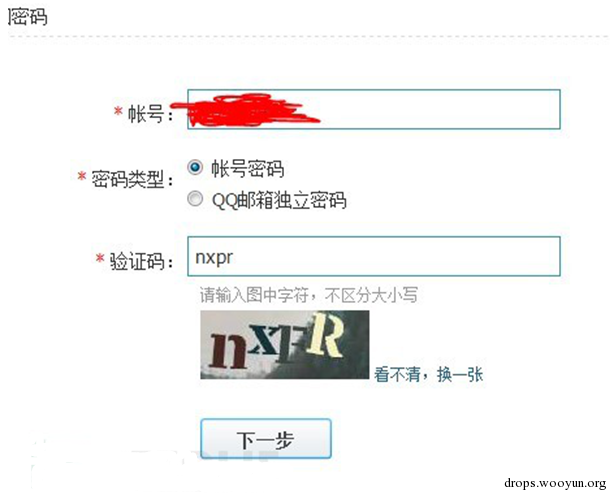 密码
* 帐号：
* 密码类型： 帐号密码
QQ邮箱独立密码
* 验证码： nxpr
请输入图中字符，不区分大小写
nXFR
看不清，换一张
下一步
drops.wooyun.org